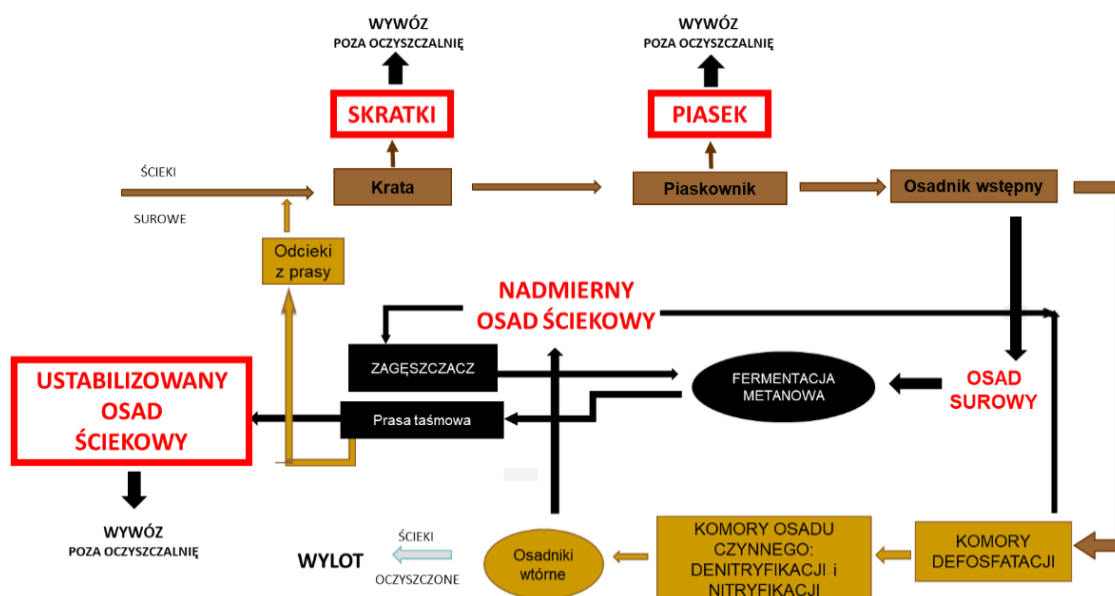 WYWÓZ
POZA OCZYSZCZALNIĘ
WYWÓZ
POZA OCZYSZCZALNIĘ
SKRATKI
PIASEK
ŚCIEKI
SUROWE
Krata
Piaskownik
Osadnik wstępny
Odcieki
z prasy
NADMIERNY
OSAD ŚCIEKOWY
ZAGĘSZCZACZ
FERMENTACJA
METANOWA
OSAD
SUROWY
USTABILIZOWANY
OSAD
ŚCIEKOWY
Prasa taśmowa
WYWÓZ
POZA OCZYSZCZALNIĘ
WYLOT
ŚCIEKI
OCZYSZCZONE
Osadniki
wtórne
KOMORY OSADU
CZYNNEGO:
DENITRYFIKACJI i
NITRYFIKACJI
KOMORY
DEFOSFATACJI